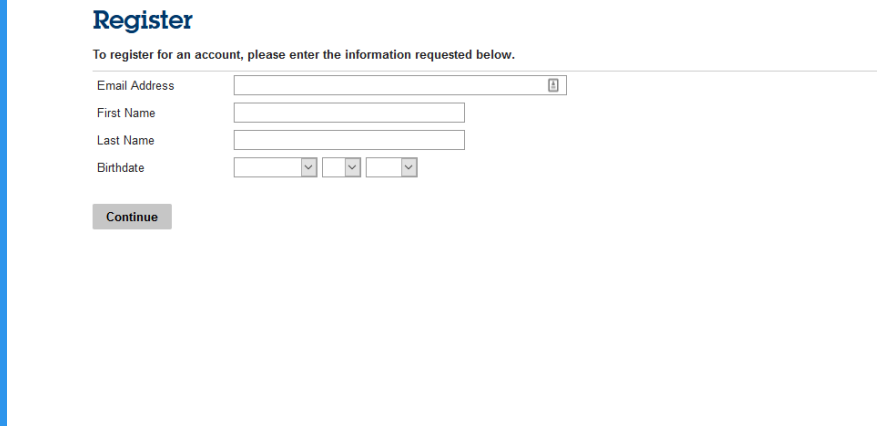 Register
To register for an account, please enter the information requested below.
Email Address
First Name
Last Name
Birthdate
Continue